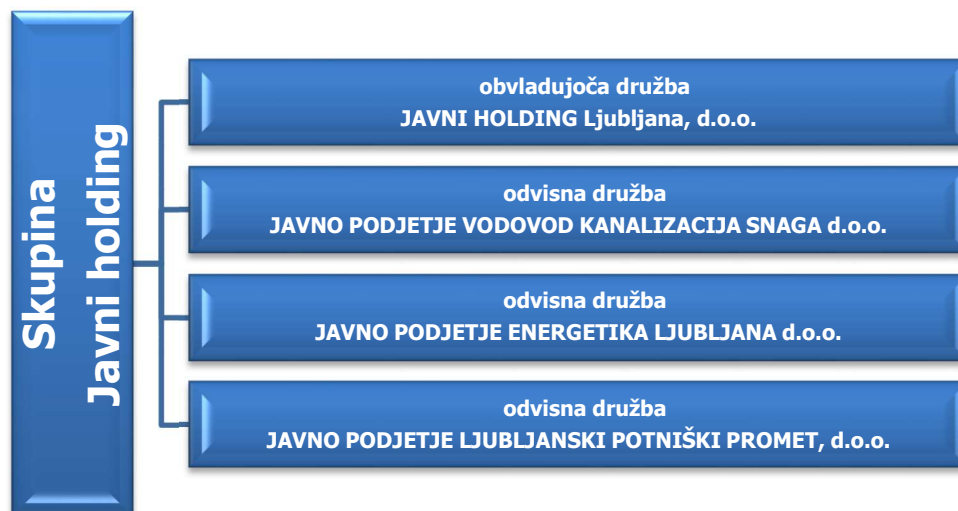 Skupina
Javni holding
obvladujoča družba
JAVNI HOLDING Ljubljana, d.o.o.
odvisna družba
JAVNO PODJETJE VODOVOD KANALIZACIJA SNAGA d.o.o.
odvisna družba
JAVNO PODJETJE ENERGETIKA LJUBLJANA d.o.o.
odvisna družba
JAVNO PODJETJE LJUBLJANSKI POTNIŠKI PROMET, d.o.o.